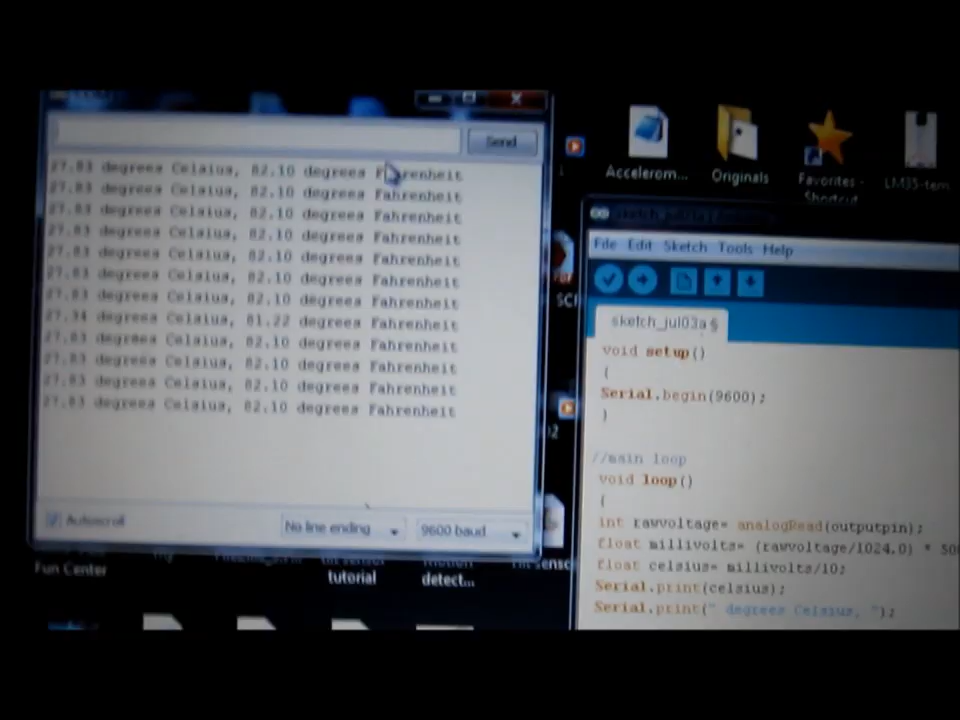 Send
27.83 degrees Celsius, 82.10 degrees Fahrenheit
27.83 degrees Celsius, 82.10 degrees Fahrenheit
27.83 degrees Celsius, 82.10 degrees Fahrenheit
27.83 degrees Celsius, 82.10 degrees Fahrenheit
27.83 degrees Celsius, 82.10 degrees Fahrenheit
27.83 degrees Celsius, 82.10 degrees Fahrenheit
27.83 degrees Celsius, 82.10 degrees Fahrenheit
27.34 degrees Celsius, 81.22 degrees Fahrenheit
27.83 degrees Celsius, 82.10 degrees Fahrenheit
27.83 degrees Celsius, 82.10 degrees Fahrenheit
27.83 degrees Celsius, 82.10 degrees Fahrenheit
27.83 degrees Celsius, 82.10 degrees Fahrenheit
Autoscroll
No line ending
9600 baud
Fun Center
tutorial
detect...
Accelerom...
Originals
Favorites -
Shortcut
LM35-tem
File Edit Sketch Tools Help
sketch_jul03a §
void setup()
{
Serial.begin(9600);
}
//main loop
void loop()
{
int rawvoltage= analogRead(outputpin);
float millivolts= (rawvoltage/1024.0) * 50
float celsius= millivolts/10;
Serial.print(celsius);
Serial.print(" degrees Celsius, ");